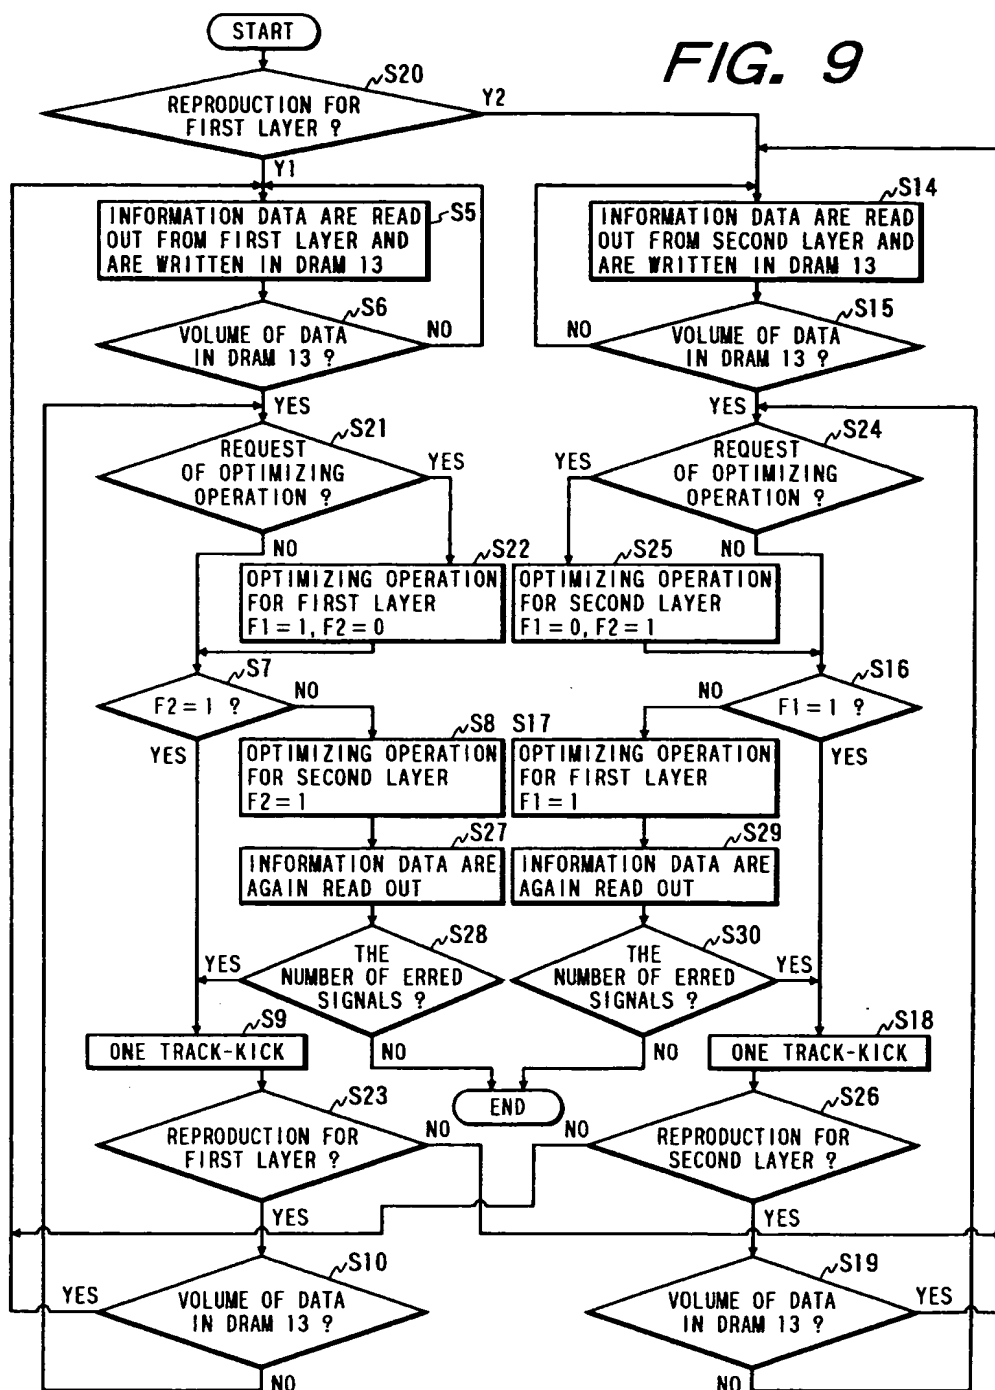 START
FIG. 9
S20
REPRODUCTION FOR
FIRST LAYER ?
Y2
Y1
S5
INFORMATION DATA ARE READ
OUT FROM FIRST LAYER AND
ARE WRITTEN IN DRAM 13
S14
INFORMATION DATA ARE READ
OUT FROM SECOND LAYER AND
ARE WRITTEN IN DRAM 13
S6
VOLUME OF DATA
IN DRAM 13 ?
NO
YES
S15
VOLUME OF DATA
IN DRAM 13 ?
NO
YES
S21
REQUEST
OF OPTIMIZING
OPERATION ?
YES
NO
S24
REQUEST
OF OPTIMIZING
OPERATION ?
YES
NO
S22
OPTIMIZING OPERATION
FOR FIRST LAYER
F1=1, F2=0
S25
OPTIMIZING OPERATION
FOR SECOND LAYER
F1=0, F2=1
S7
F2=1 ?
NO
YES
S16
F1=1 ?
NO
YES
S8
OPTIMIZING OPERATION
FOR SECOND LAYER
F2=1
S17
OPTIMIZING OPERATION
FOR FIRST LAYER
F1=1
S27
INFORMATION DATA ARE
AGAIN READ OUT
S29
INFORMATION DATA ARE
AGAIN READ OUT
S28
THE
NUMBER OF ERRED
SIGNALS ?
YES
NO
S30
THE
NUMBER OF ERRED
SIGNALS ?
YES
NO
S9
ONE TRACK-KICK
S18
ONE TRACK-KICK
END
S23
REPRODUCTION FOR
FIRST LAYER ?
NO
YES
S26
REPRODUCTION FOR
SECOND LAYER ?
NO
YES
S10
VOLUME OF DATA
IN DRAM 13 ?
YES
NO
S19
VOLUME OF DATA
IN DRAM 13 ?
YES
NO